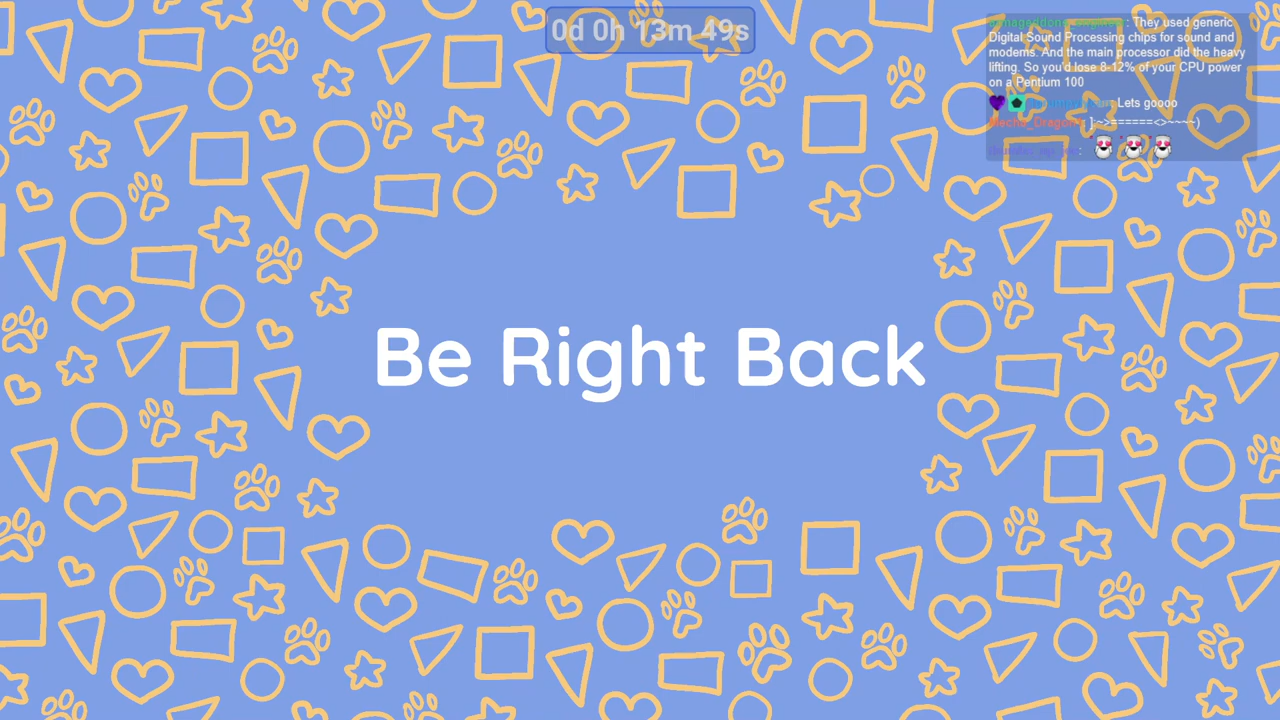 0d 0h 13m 49s
: They used generic
Digital Sound Processing chips for sound and
modems. And the main processor did the heavy
lifting. So you'd lose 8-12% of your CPU power
on a Pentium 100
: Lets goooo
]:~>======<>~~~~)
Be Right Back